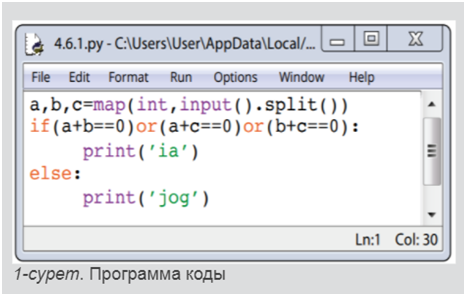 4.6.1.py - C:\Users\User\AppData\Local/...
File Edit Format Run Options Window Help
a,b,c=map(int,input().split())
if(a+b==0)or(a+c==0)or(b+c==0):
    print('ia')
else:
    print('jog')
Ln:1 Col: 30
1-сурет. Программа коды